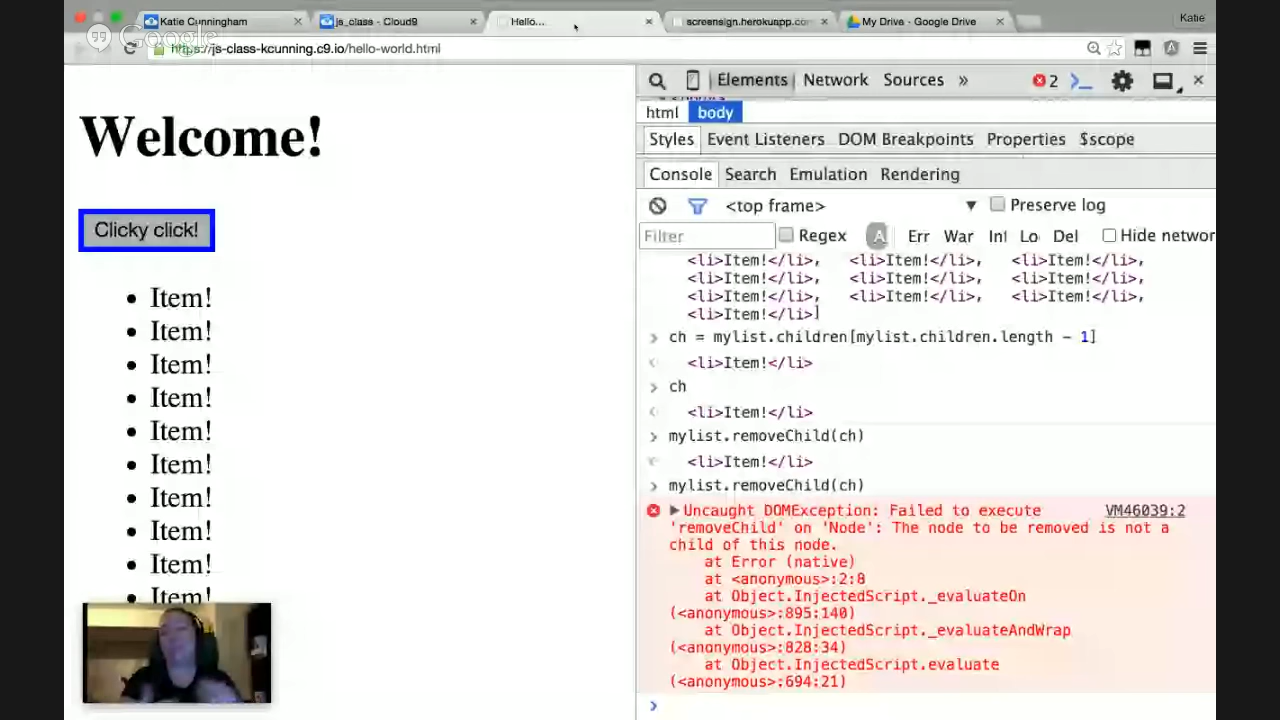 Katie Cunningham
js_class - Cloud9
Hello...
screensign.herokuapp.com
My Drive - Google Drive
Katie
Google
https://js-class-kcunning.c9.io/hello-world.html
Welcome!
Clicky click!
Item!
Item!
Item!
Item!
Item!
Item!
Item!
Item!
Item!
Item!
Elements Network Sources » 2
html body
Styles Event Listeners DOM Breakpoints Properties $scope
Console Search Emulation Rendering
<top frame> Preserve log
Filter Regex A Err War Inf Lo Del Hide networ
<li>Item!</li>, <li>Item!</li>, <li>Item!</li>,
<li>Item!</li>, <li>Item!</li>, <li>Item!</li>,
<li>Item!</li>, <li>Item!</li>, <li>Item!</li>,
<li>Item!</li>]
> ch = mylist.children[mylist.children.length - 1]
<li>Item!</li>
> ch
<li>Item!</li>
> mylist.removeChild(ch)
<li>Item!</li>
> mylist.removeChild(ch)
Uncaught DOMException: Failed to execute VM46039:2
'removeChild' on 'Node': The node to be removed is not a
child of this node.
at Error (native)
at <anonymous>:2:8
at Object.InjectedScript._evaluateOn
(<anonymous>:895:140)
at Object.InjectedScript._evaluateAndWrap
(<anonymous>:828:34)
at Object.InjectedScript.evaluate
(<anonymous>:694:21)
>